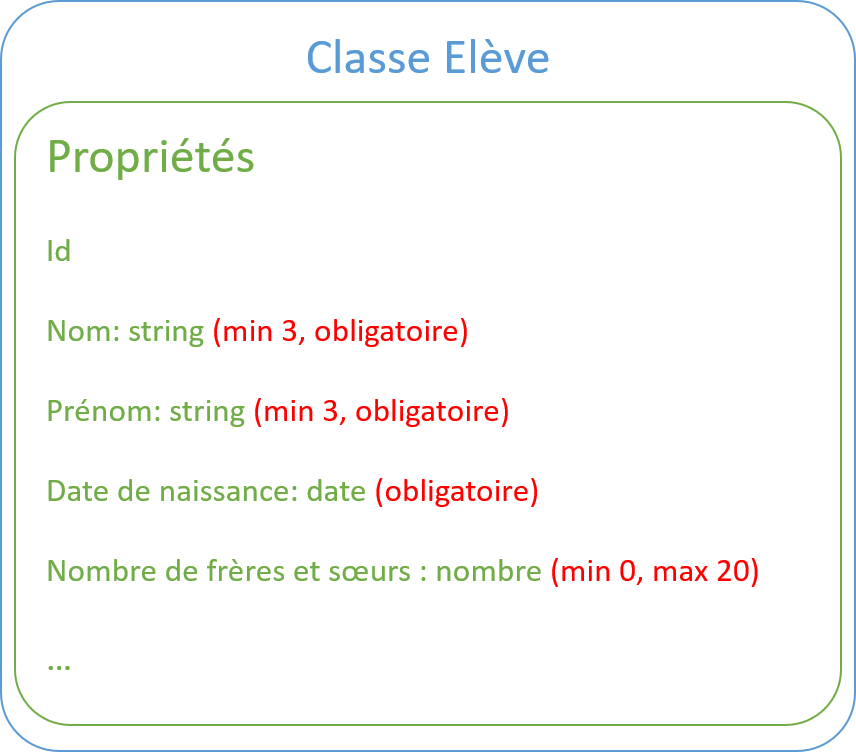 Classe Elève
Propriétés
Id
Nom: string (min 3, obligatoire)
Prénom: string (min 3, obligatoire)
Date de naissance: date (obligatoire)
Nombre de frères et sœurs : nombre (min 0, max 20)
...